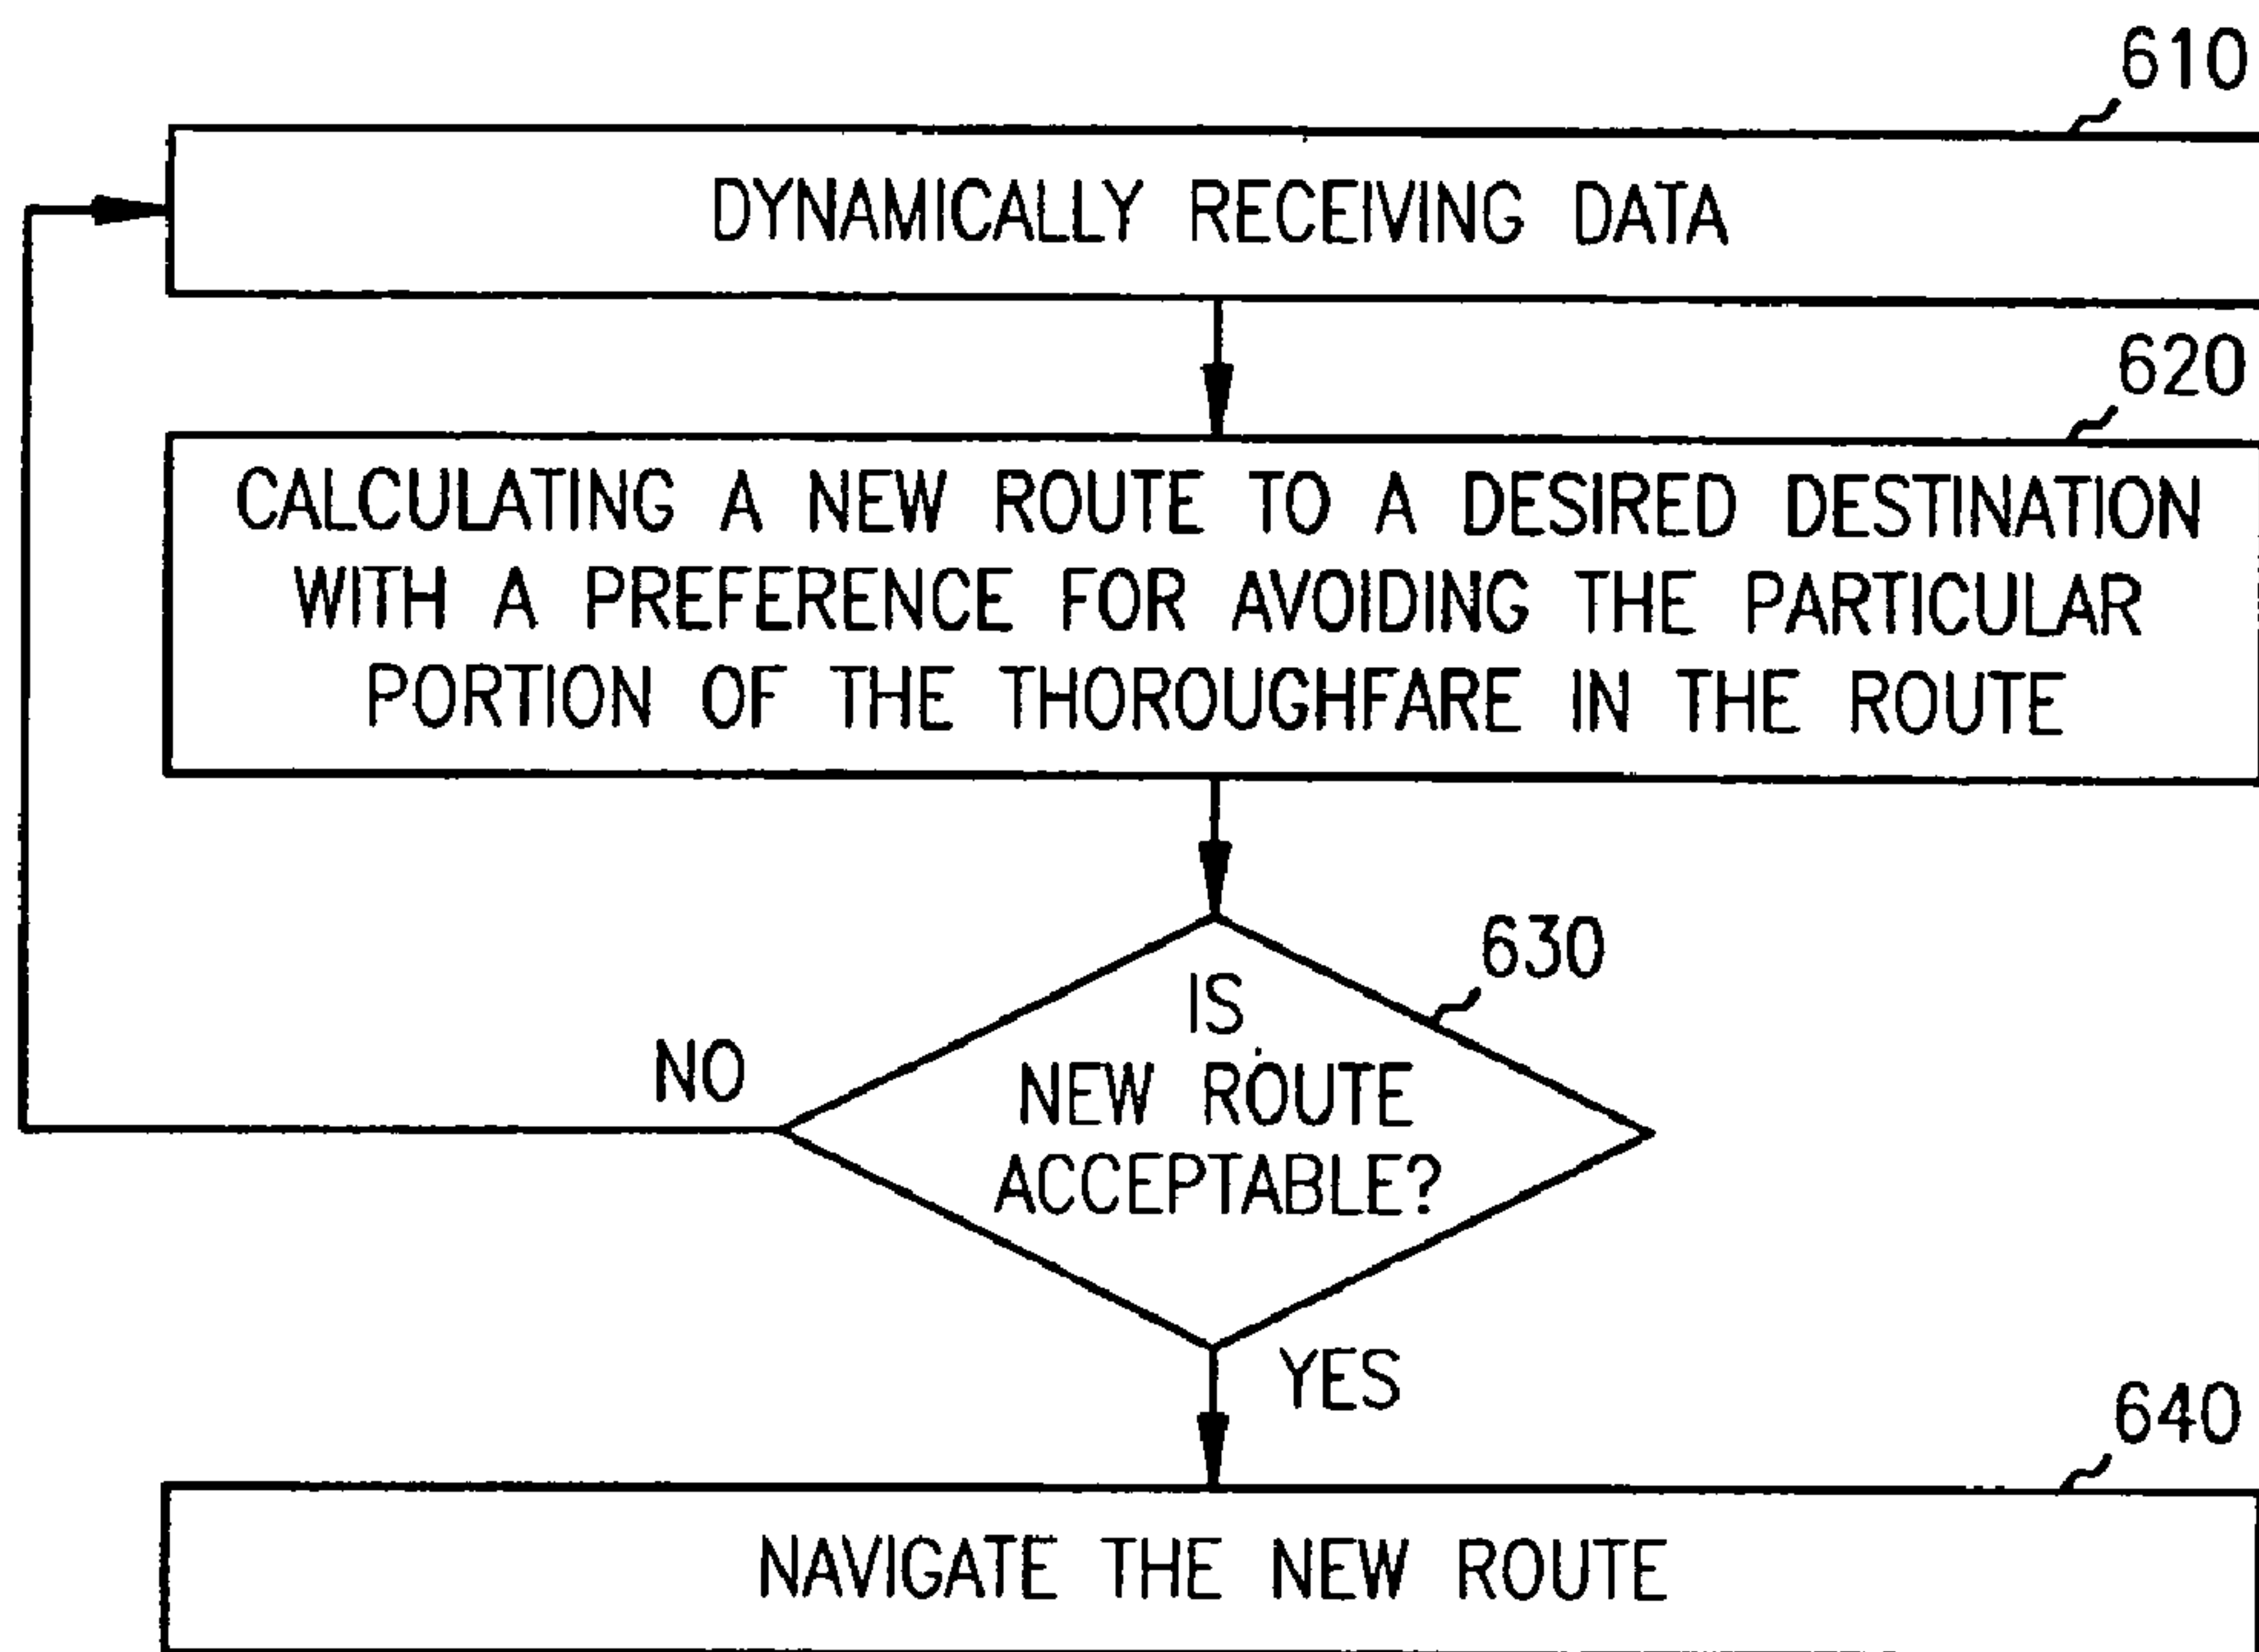 610
DYNAMICALLY RECEIVING DATA
620
CALCULATING A NEW ROUTE TO A DESIRED DESTINATION
WITH A PREFERENCE FOR AVOIDING THE PARTICULAR
PORTION OF THE THOROUGHFARE IN THE ROUTE
630
IS
NEW ROUTE
ACCEPTABLE?
NO
YES
640
NAVIGATE THE NEW ROUTE